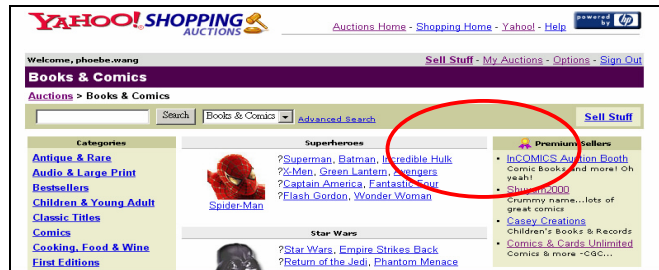 YAHOO! SHOPPING
AUCTIONS
Auctions Home - Shopping Home - Yahoo! - Help
powered by hp
Welcome, phoebe.wang
Sell Stuff - My Auctions - Options - Sign Out
Books & Comics
Auctions > Books & Comics
Search Books & Comics Advanced Search
Sell Stuff
Categories
Antique & Rare
Audio & Large Print
Bestsellers
Children & Young Adult
Classic Titles
Comics
Cooking, Food & Wine
First Editions
Superheroes
?Superman, Batman, Incredible Hulk
?X-Men, Green Lantern, Avengers
?Captain America, Fantastic Four
?Flash Gordon, Wonder Woman
Spider-Man
Star Wars
?Star Wars, Empire Strikes Back
?Return of the Jedi, Phantom Menace
Premium Sellers
• InCOMICS Auction Booth
Comic Books and more! Oh
yeah!
• 2000
Crummy name...lots of
great comics
• Casey Creations
Children's Books & Records
• Comics & Cards Unlimited
Comics & more -CGC...